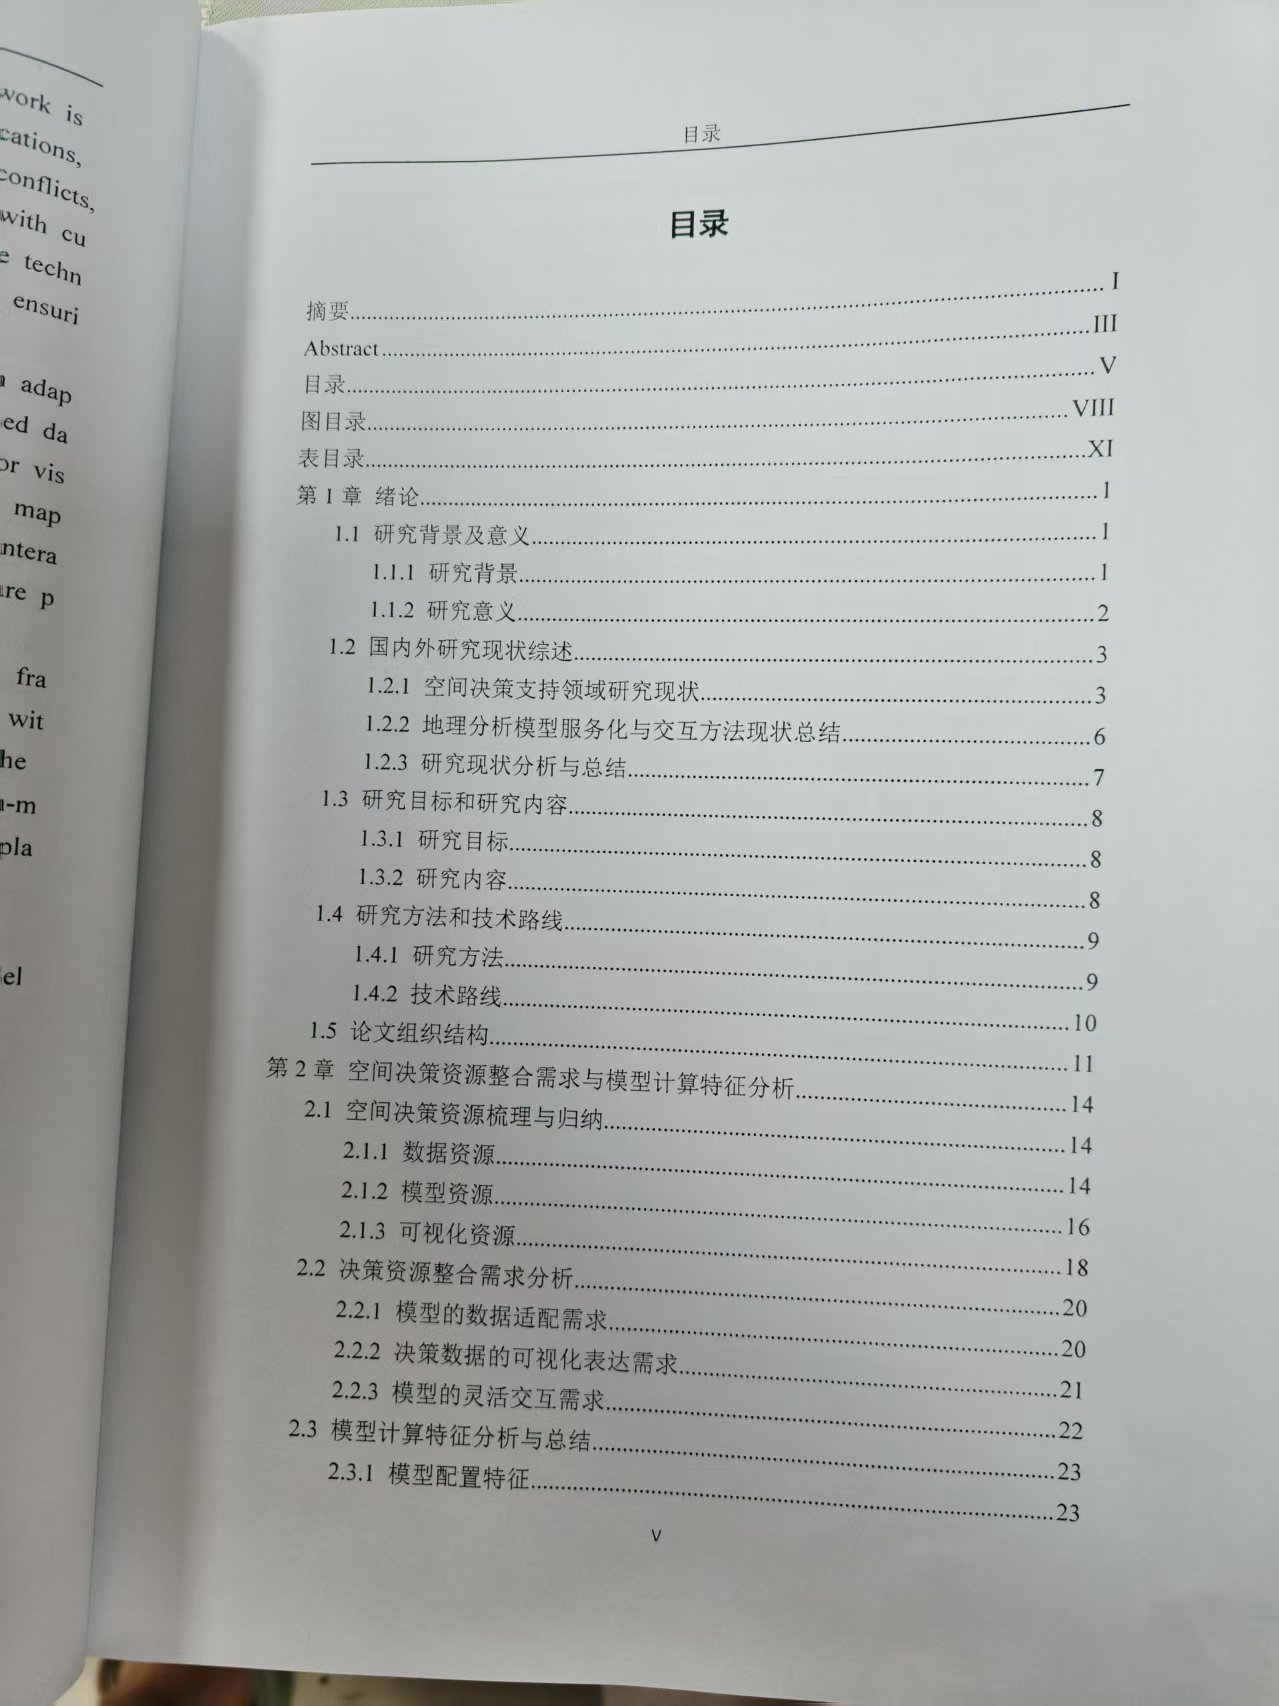 work is
cations,
conflicts,
with cu
e techn
ensuri
adap
ed da
or vis
map
ntera
ure p
fra
wit
he
n-m
pla
del
目录
目录
摘要 I
Abstract III
目录 V
图目录 VIII
表目录 XI
第 1 章 绪论 1
1.1 研究背景及意义 1
1.1.1 研究背景 1
1.1.2 研究意义 2
1.2 国内外研究现状综述 3
1.2.1 空间决策支持领域研究现状 3
1.2.2 地理分析模型服务化与交互方法现状总结 6
1.2.3 研究现状分析与总结 7
1.3 研究目标和研究内容 8
1.3.1 研究目标 8
1.3.2 研究内容 8
1.4 研究方法和技术路线 9
1.4.1 研究方法 9
1.4.2 技术路线 10
1.5 论文组织结构 11
第 2 章 空间决策资源整合需求与模型计算特征分析 14
2.1 空间决策资源梳理与归纳 14
2.1.1 数据资源 14
2.1.2 模型资源 16
2.1.3 可视化资源 18
2.2 决策资源整合需求分析 20
2.2.1 模型的数据适配需求 20
2.2.2 决策数据的可视化表达需求 21
2.2.3 模型的灵活交互需求 22
2.3 模型计算特征分析与总结 23
2.3.1 模型配置特征 23
V